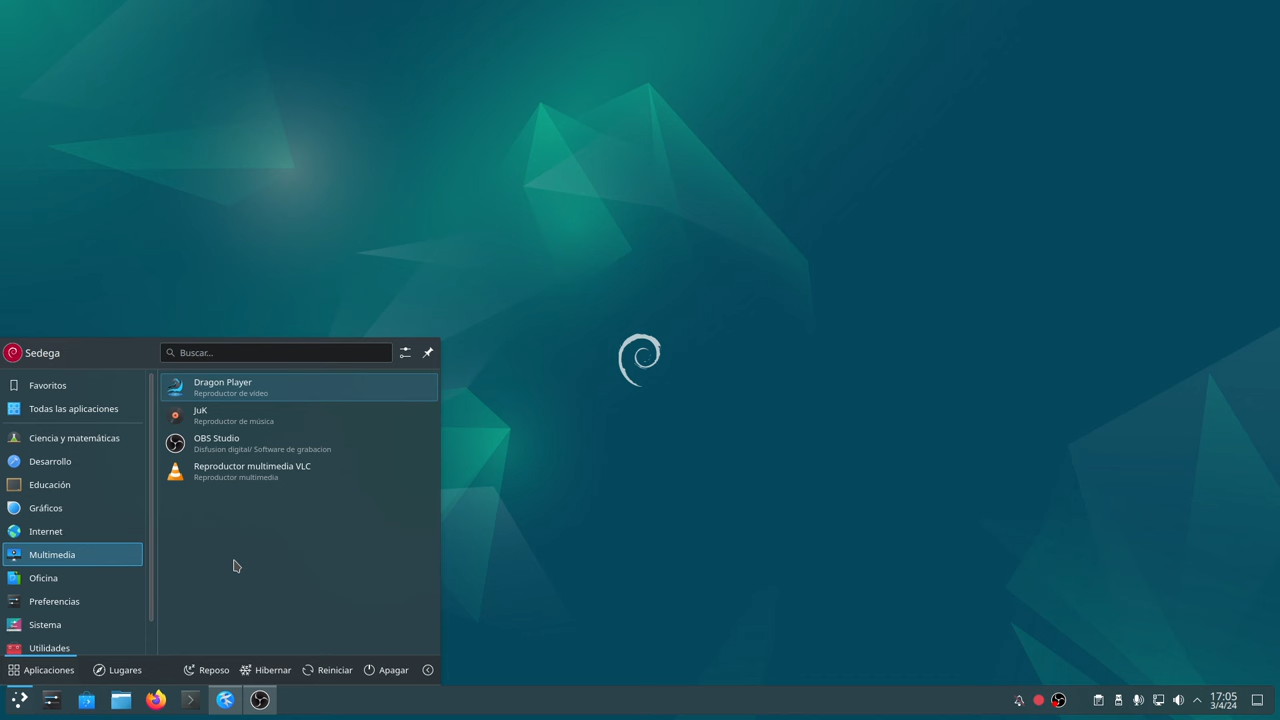 Sedega
Buscar...
Favoritos
Todas las aplicaciones
Ciencia y matemáticas
Desarrollo
Educación
Gráficos
Internet
Multimedia
Oficina
Preferencias
Sistema
Utilidades
Dragon Player
Reproductor de vídeo
JuK
Reproductor de música
OBS Studio
Disfusion digital/ Software de grabacion
Reproductor multimedia VLC
Reproductor multimedia
Aplicaciones
Lugares
Reposo
Hibernar
Reiniciar
Apagar
17:05
3/4/24